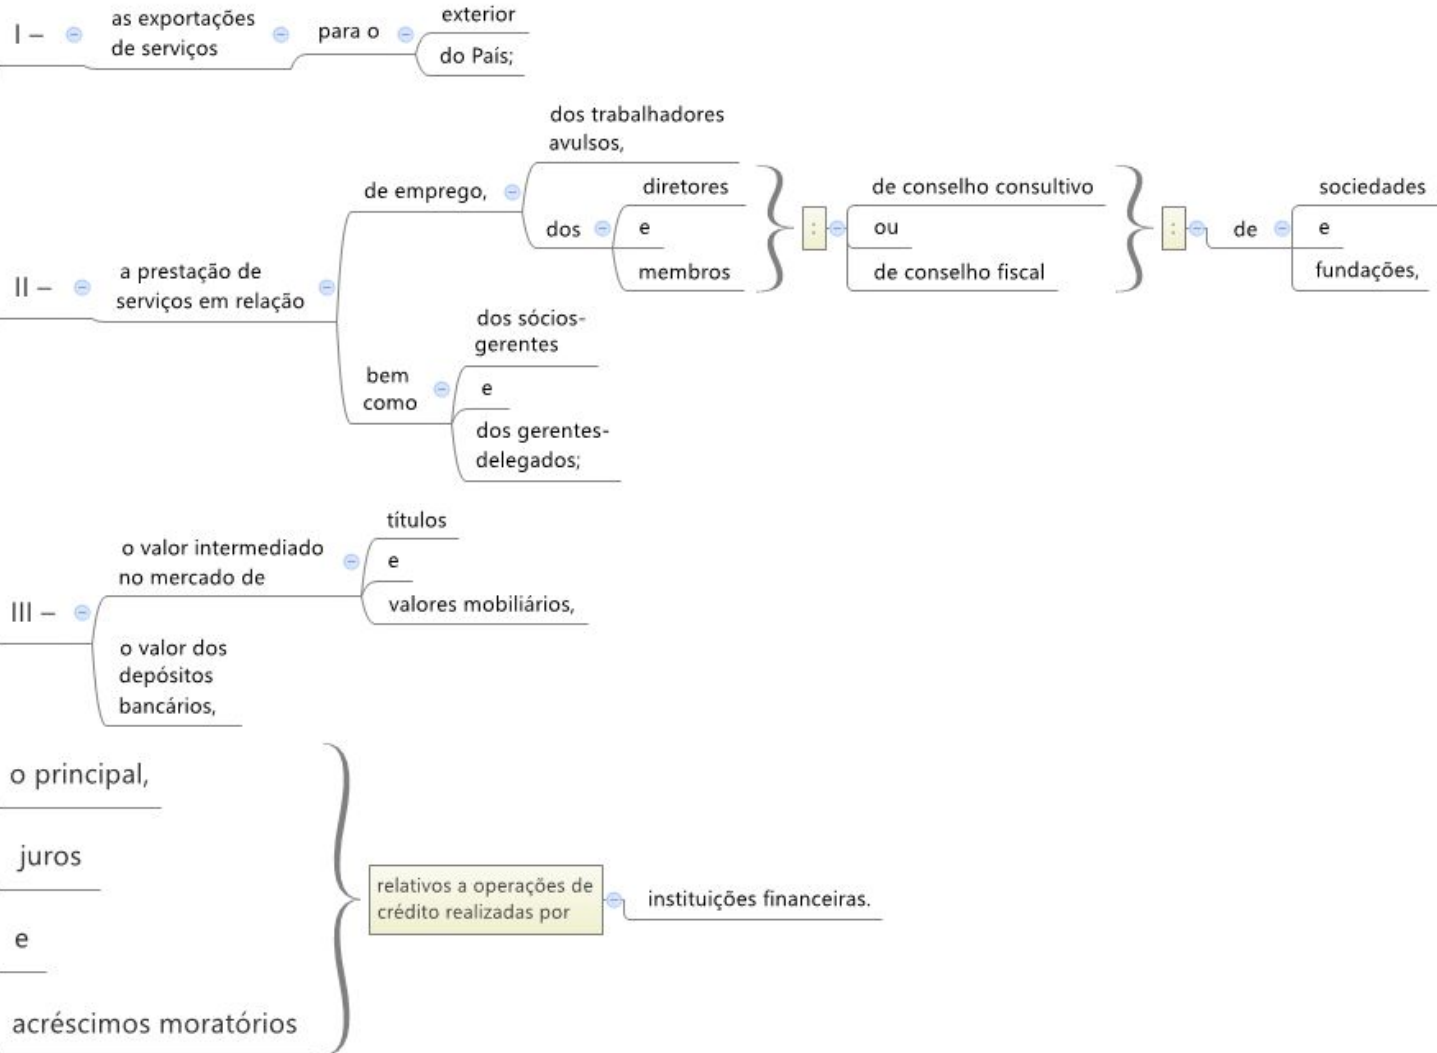 I –
as exportações
de serviços
para o
exterior
do País;
II –
a prestação de
serviços em relação
de emprego,
dos trabalhadores
avulsos,
dos
diretores
e
membros
:
de conselho consultivo
ou
de conselho fiscal
:
de
sociedades
e
fundações,
bem
como
dos sócios-
gerentes
e
dos gerentes-
delegados;
III –
o valor intermediado
no mercado de
títulos
e
valores mobiliários,
o valor dos
depósitos
bancários,
o principal,
juros
e
acréscimos moratórios
relativos a operações de
crédito realizadas por
instituições financeiras.